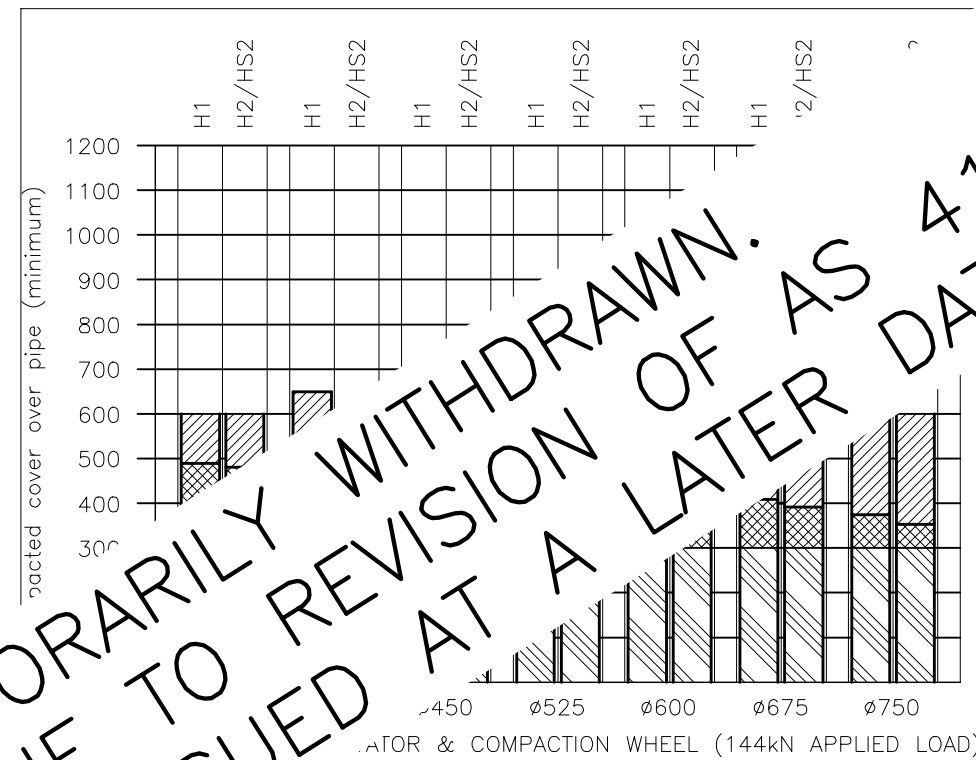 H1 H2/HS2 H1 H2/HS2 H1 H2/HS2 H1 H2/HS2 H1 H2/HS2 H1
1200
1100
1000
900
800
700
600
500
400
cover over pipe (minimum)
WITHDRAWN.
TO REVISION OF AS
AT A LATER
ø525 ø600 ø675 ø750
& COMPACTION WHEEL (144kN APPLIED LOAD)